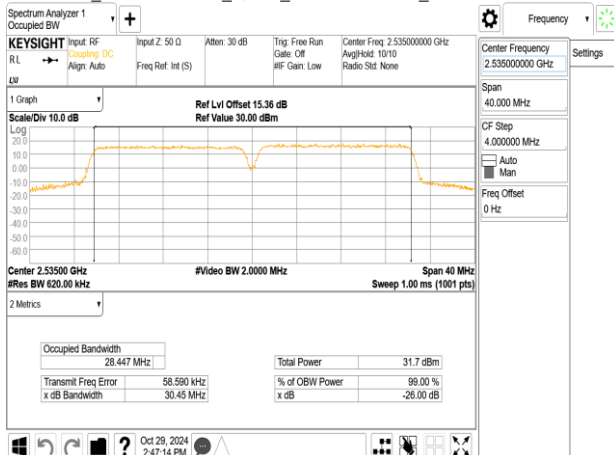 Spectrum Analyzer 1
Occupied BW
Frequency
KEYSIGHT Input: RF Input Z: 50 Ω Atten: 30 dB Trig: Free Run Center Freq: 2.535000000 GHz
RL Coupling: DC Gate: Off Avg|Hold: 10/10
Align: Auto Freq Ref: Int (S) #IF Gain: Low Radio Std: None
Center Frequency
2.535000000 GHz
Settings
Span
40.000 MHz
CF Step
4.000000 MHz
Auto
Man
Freq Offset
0 Hz
1 Graph
Ref Lvl Offset 15.36 dB
Scale/Div 10.0 dB Ref Value 30.00 dBm
Log
20.0
10.0
0.00
-10.0
-20.0
-30.0
-40.0
-50.0
-60.0
Center 2.53500 GHz #Video BW 2.0000 MHz Span 40 MHz
#Res BW 620.00 kHz Sweep 1.00 ms (1001 pts)
2 Metrics
Occupied Bandwidth
28.447 MHz
Total Power 31.7 dBm
Transmit Freq Error 58.590 kHz % of OBW Power 99.00 %
x dB Bandwidth 30.45 MHz x dB -26.00 dB
Oct 29, 2024
2:47:14 PM